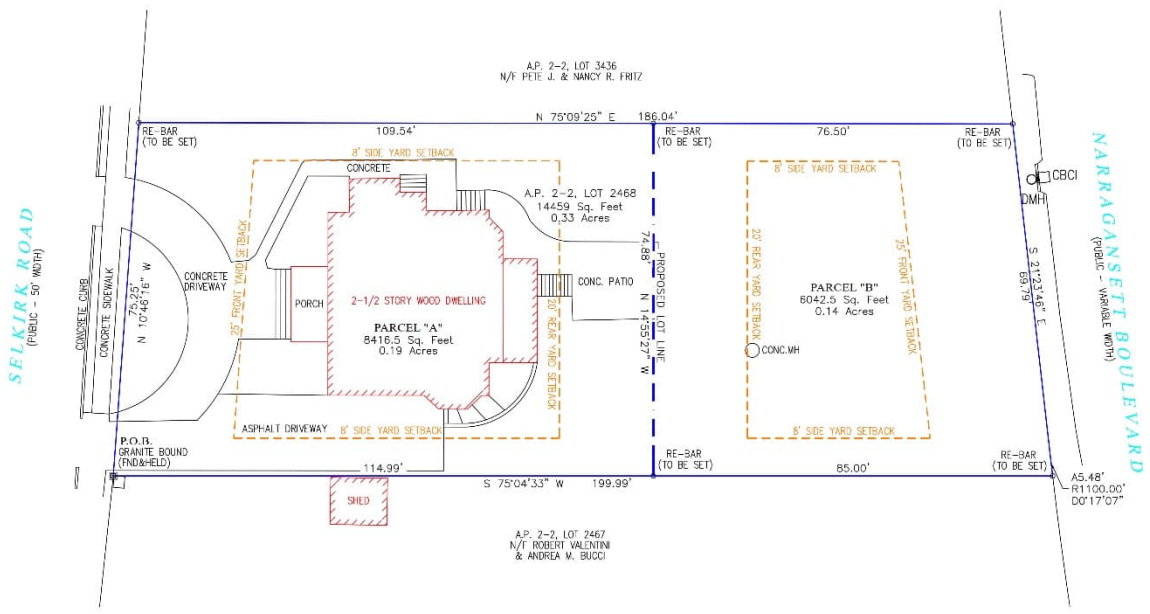 A.P. 2-2, LOT 3436
N/F PETE J. & NANCY R. FRITZ
N 75°09'25" E 186.04'
RE-BAR
(TO BE SET)
109.54'
RE-BAR
(TO BE SET)
76.50'
RE-BAR
(TO BE SET)
8' SIDE YARD SETBACK
CONCRETE
8' SIDE YARD SETBACK
CBCI
DMH
A.P. 2-2, LOT 2468
14459 Sq. Feet
0.33 Acres
SELKIRK ROAD
(PUBLIC - 50' WIDTH)
CONCRETE CURB
CONCRETE SIDEWALK
75.25'
N 10°46'16" W
CONCRETE
DRIVEWAY
25' FRONT YARD SETBACK
PORCH
2-1/2 STORY WOOD DWELLING
PARCEL "A"
8416.5 Sq. Feet
0.19 Acres
CONC. PATIO
20' REAR YARD SETBACK
74.88'
N 14°55'27" W
PROPOSED LOT LINE
20' REAR YARD SETBACK
PARCEL "B"
6042.5 Sq. Feet
0.14 Acres
CONC.MH
25' FRONT YARD SETBACK
S 21°23'46" E
69.79'
NARRAGANSETT BOULEVARD
(PUBLIC - VARIABLE WIDTH)
ASPHALT DRIVEWAY
8' SIDE YARD SETBACK
8' SIDE YARD SETBACK
P.O.B.
GRANITE BOUND
(FND&HELD)
114.99'
RE-BAR
(TO BE SET)
85.00'
RE-BAR
(TO BE SET)
S 75°04'33" W 199.99'
A5.48'
R1100.00'
D0°17'07"
SHED
A.P. 2-2, LOT 2467
N/F ROBERT VALENTINI
& ANDREA M. BUCCI